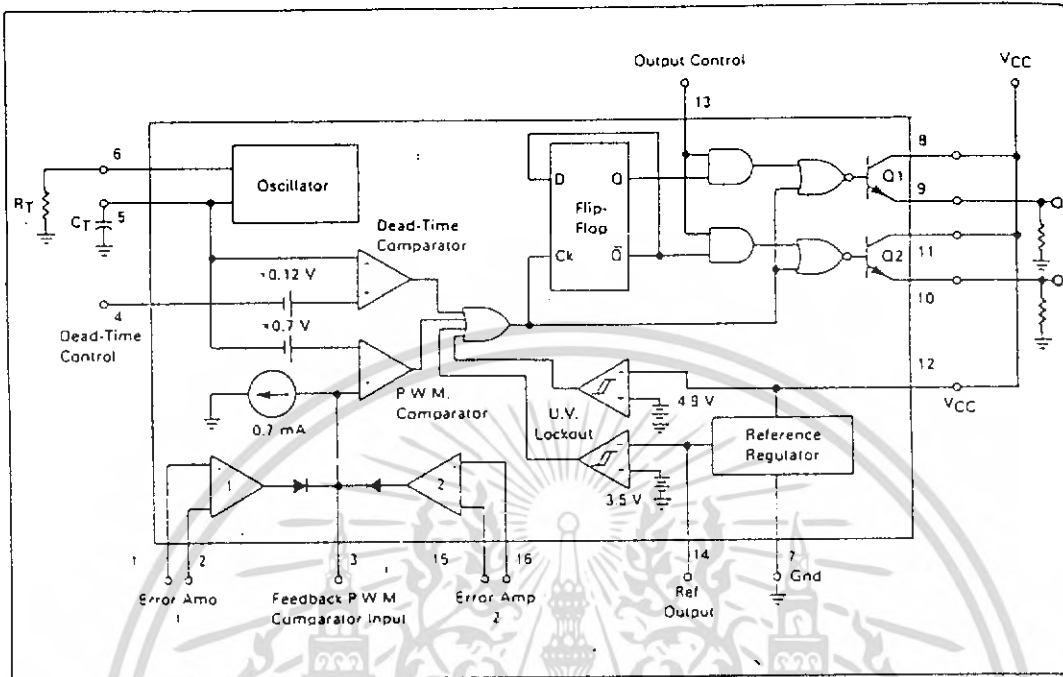 Output Control
VCC
13
6
8
Oscillator
D
Q
Q1
RT
9
5
CT
Flip-
Flop
Dead-Time
Comparator
11
Ck
Q̄
Q2
≈0.12 V
10
4
≈0.7 V
Dead-Time
Control
12
P.W.M.
Comparator
4.9 V
VCC
U.V.
Lockout
0.7 mA
Reference
Regulator
1
2
3.5 V
1
2
3
15
16
14
7
Gnd
Error Amp
1
Feedback P.W.M.
Comparator Input
Error Amp
2
Ref
Output